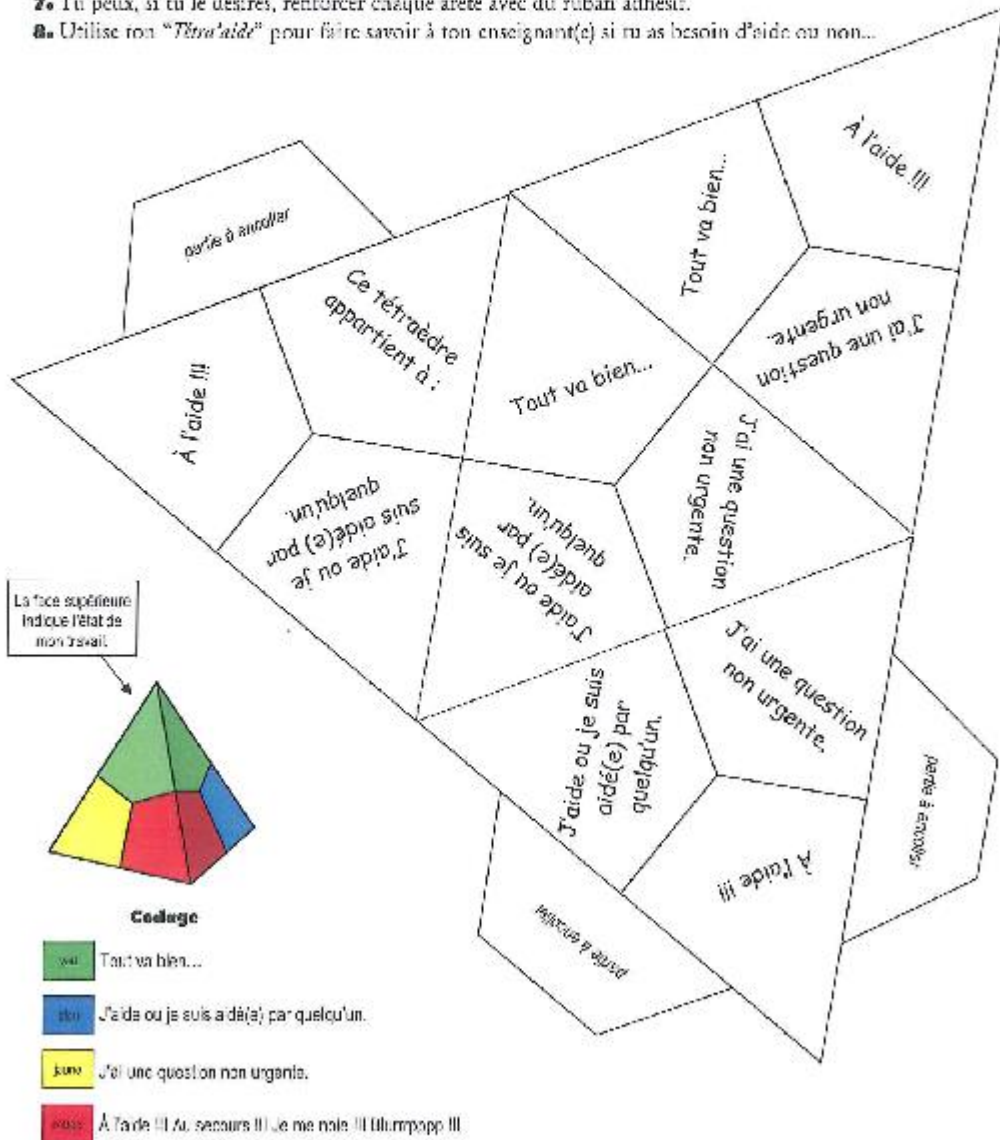 7. Tu peux, si tu le désires, renforcer chaque arête avec du ruban adhésif.
8. Utilise ton "Tétra'aide" pour faire savoir à ton enseignant(e) si tu as besoin d'aide ou non...
À l'aide !!!
Tout va bien...
partie à encoller
J'ai une question
non urgente.
Ce tétraèdre
appartient à :
À l'aide !!!
Tout va bien...
J'ai une question
non urgente.
J'aide ou je
suis aidé(e) par
quelqu'un.
J'aide ou je suis
aidé(e) par
quelqu'un.
La face supérieure
indique l'état de
mon travail.
J'ai une question
non urgente.
J'aide ou je suis
aidé(e) par
quelqu'un.
partie à encoller
À l'aide !!!
partie à encoller
Codage
vert Tout va bien...
bleu J'aide ou je suis aidé(e) par quelqu'un.
jaune J'ai une question non urgente.
À l'aide !!! Au secours !!! Je me noie !!!